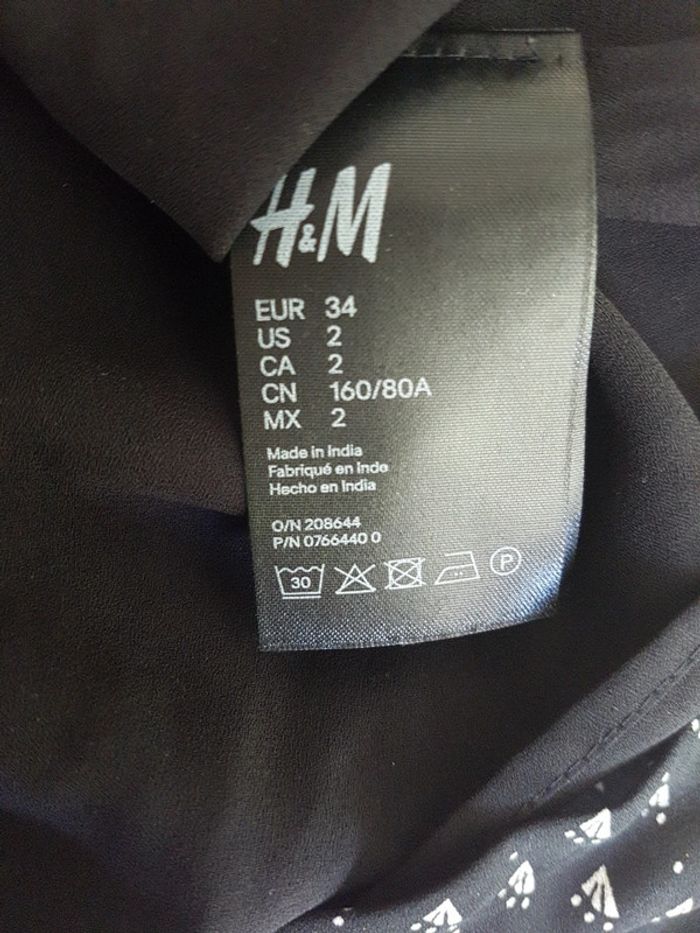 H&M
EUR 34
US 2
CA 2
CN 160/80A
MX 2
Made in India
Fabriqué en Inde
Hecho en India
O/N 208644
P/N 0766440 0
30 P